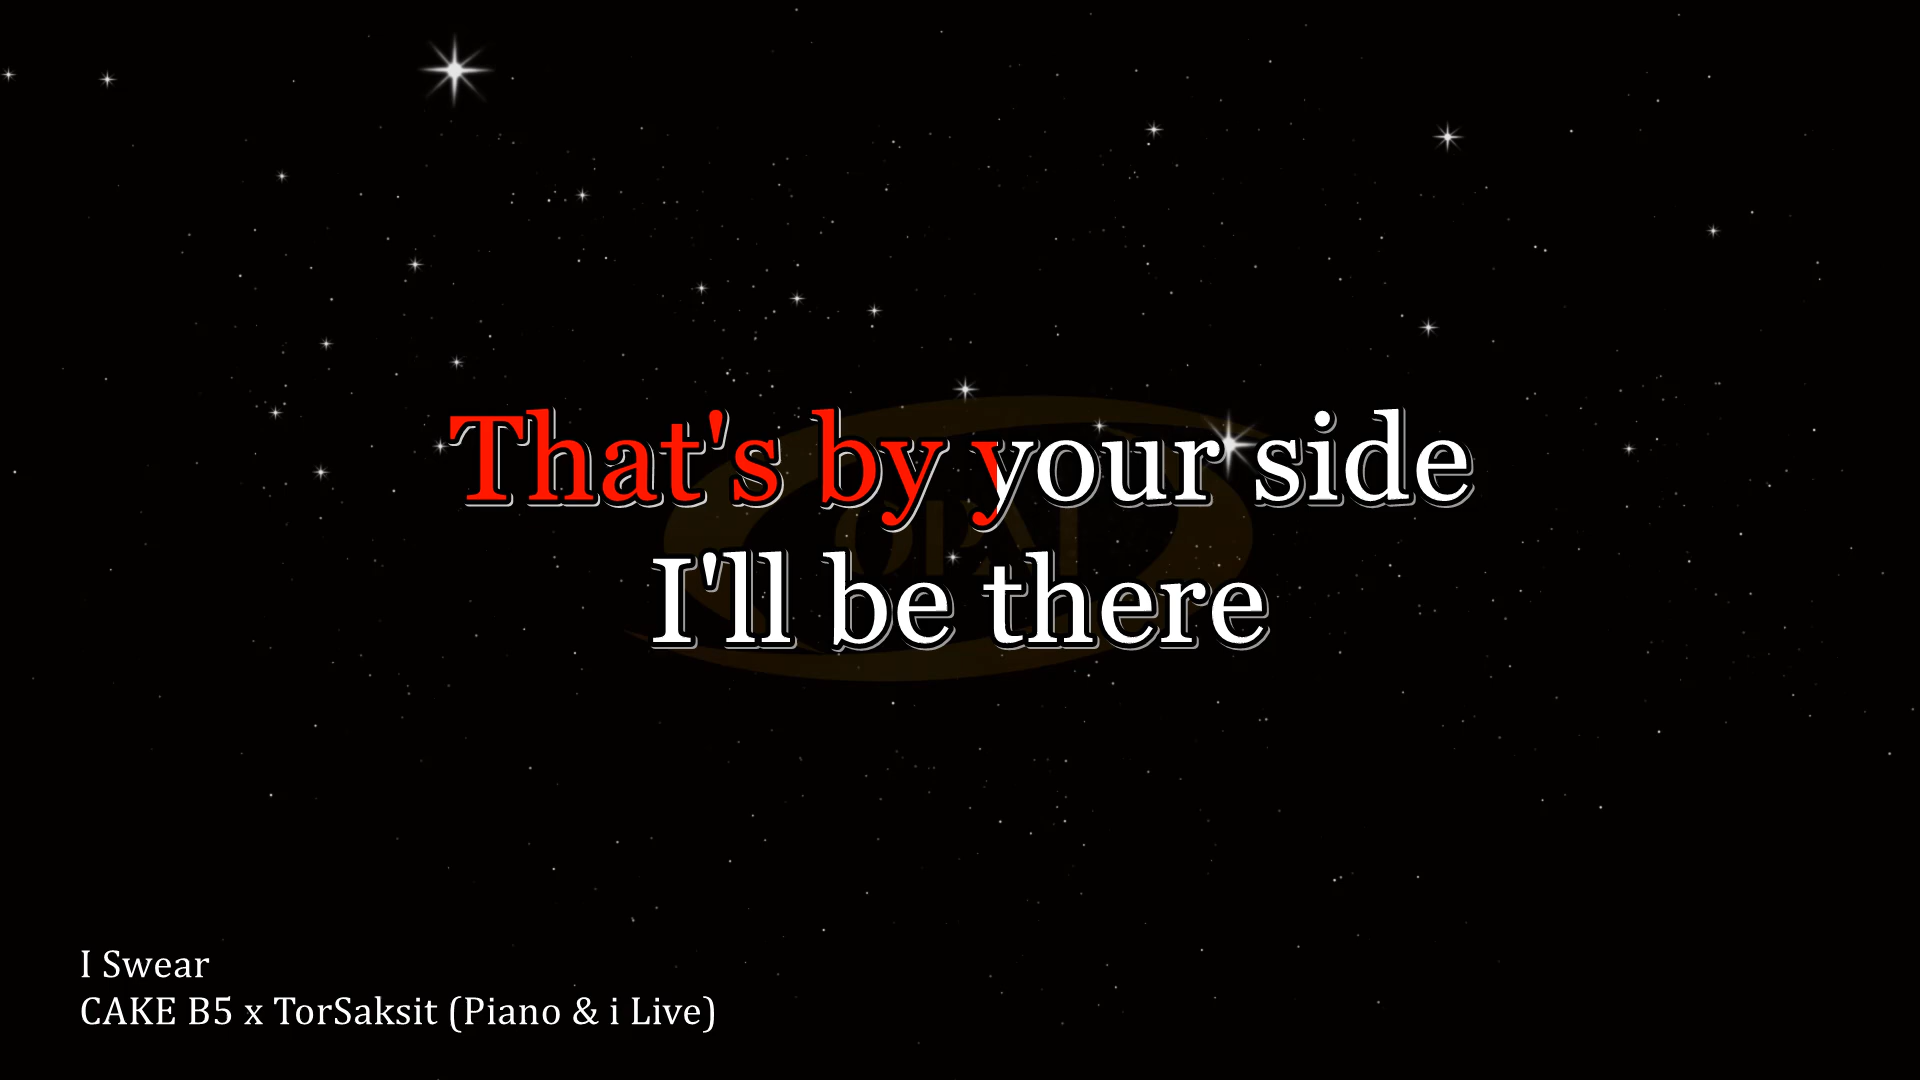 That's by your side
I'll be there
I Swear
CAKE B5 x TorSaksit (Piano & i Live)